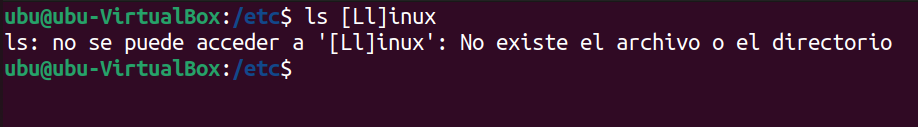 ubu@ubu-VirtualBox:/etc$ ls [Ll]inux
ls: no se puede acceder a '[Ll]inux': No existe el archivo o el directorio
ubu@ubu-VirtualBox:/etc$